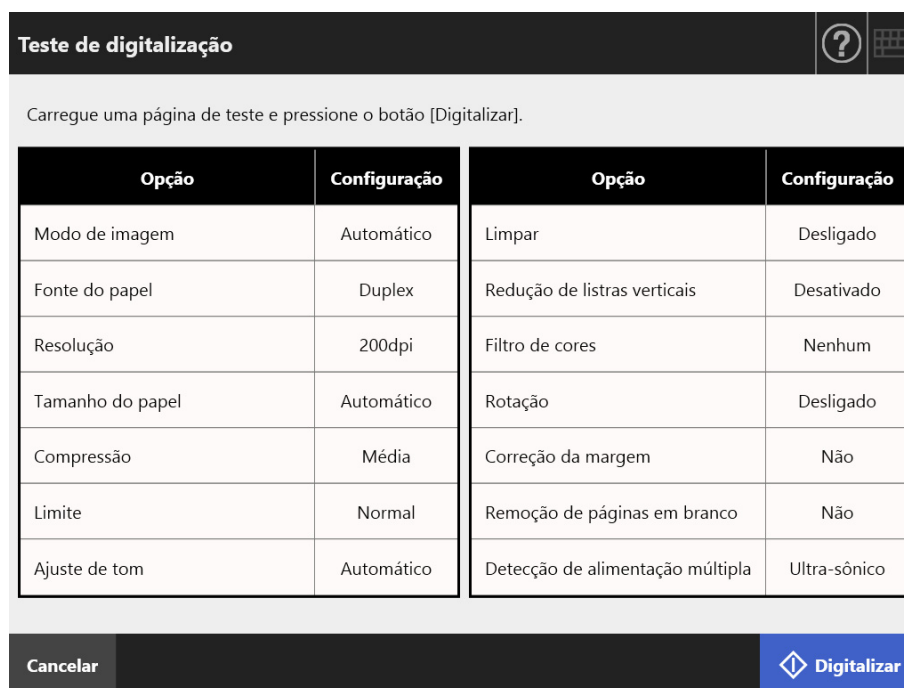 Teste de digitalização
Carregue uma página de teste e pressione o botão [Digitalizar].
Opção Configuração Opção Configuração
Modo de imagem Automático Limpar Desligado
Fonte do papel Duplex Redução de listras verticais Desativado
Resolução 200dpi Filtro de cores Nenhum
Tamanho do papel Automático Rotação Desligado
Compressão Média Correção da margem Não
Limite Normal Remoção de páginas em branco Não
Ajuste de tom Automático Detecção de alimentação múltipla Ultra-sônico
Cancelar Digitalizar